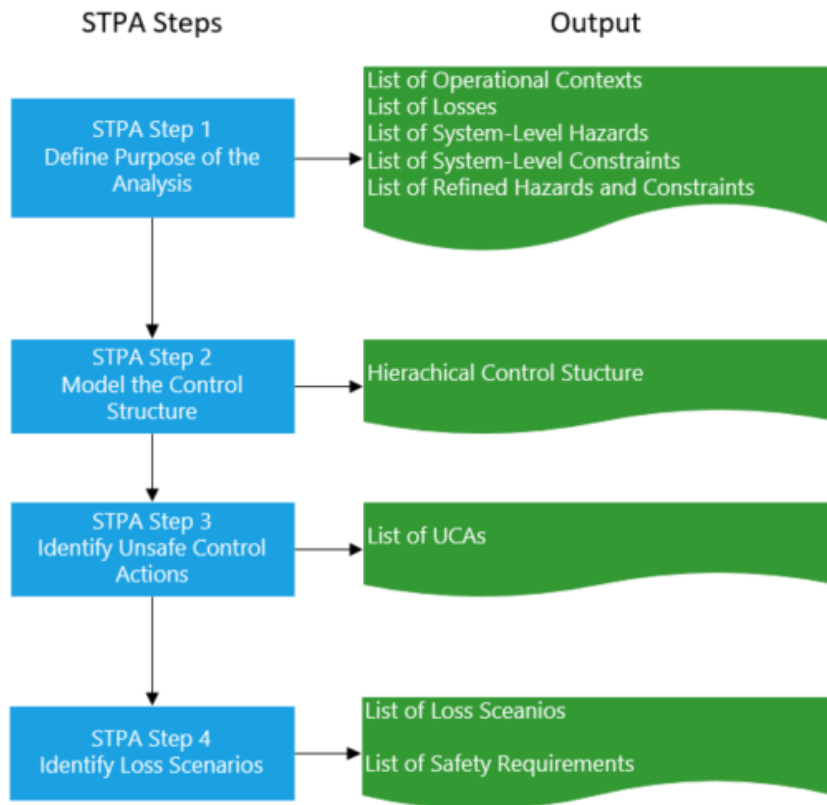 STPA Steps
Output
STPA Step 1
Define Purpose of the
Analysis
List of Operational Contexts
List of Losses
List of System-Level Hazards
List of System-Level Constraints
List of Refined Hazards and Constraints
STPA Step 2
Model the Control
Structure
Hierachical Control Stucture
STPA Step 3
Identify Unsafe Control
Actions
List of UCAs
STPA Step 4
Identify Loss Scenarios
List of Loss Sceanios
List of Safety Requirements